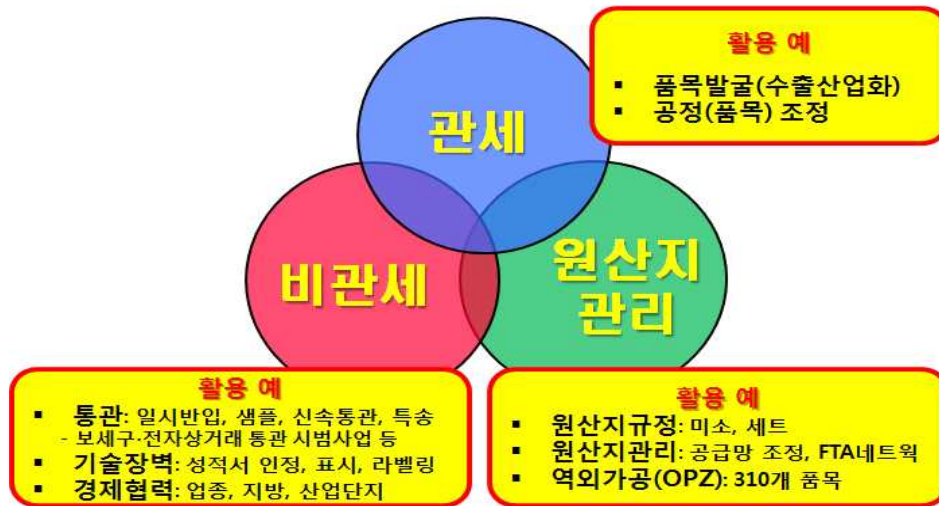 활용 예
▪ 품목발굴(수출산업화)
▪ 공정(품목) 조정
관세
비관세
원산지
관리
활용 예
▪ 통관: 일시반입, 샘플, 신속통관, 특송
- 보세구·전자상거래 통관 시범사업 등
▪ 기술장벽: 성적서 인정, 표시, 라벨링
▪ 경제협력: 업종, 지방, 산업단지
활용 예
▪ 원산지규정: 미소, 세트
▪ 원산지관리: 공급망 조정, FTA네트웍
▪ 역외가공(OPZ): 310개 품목